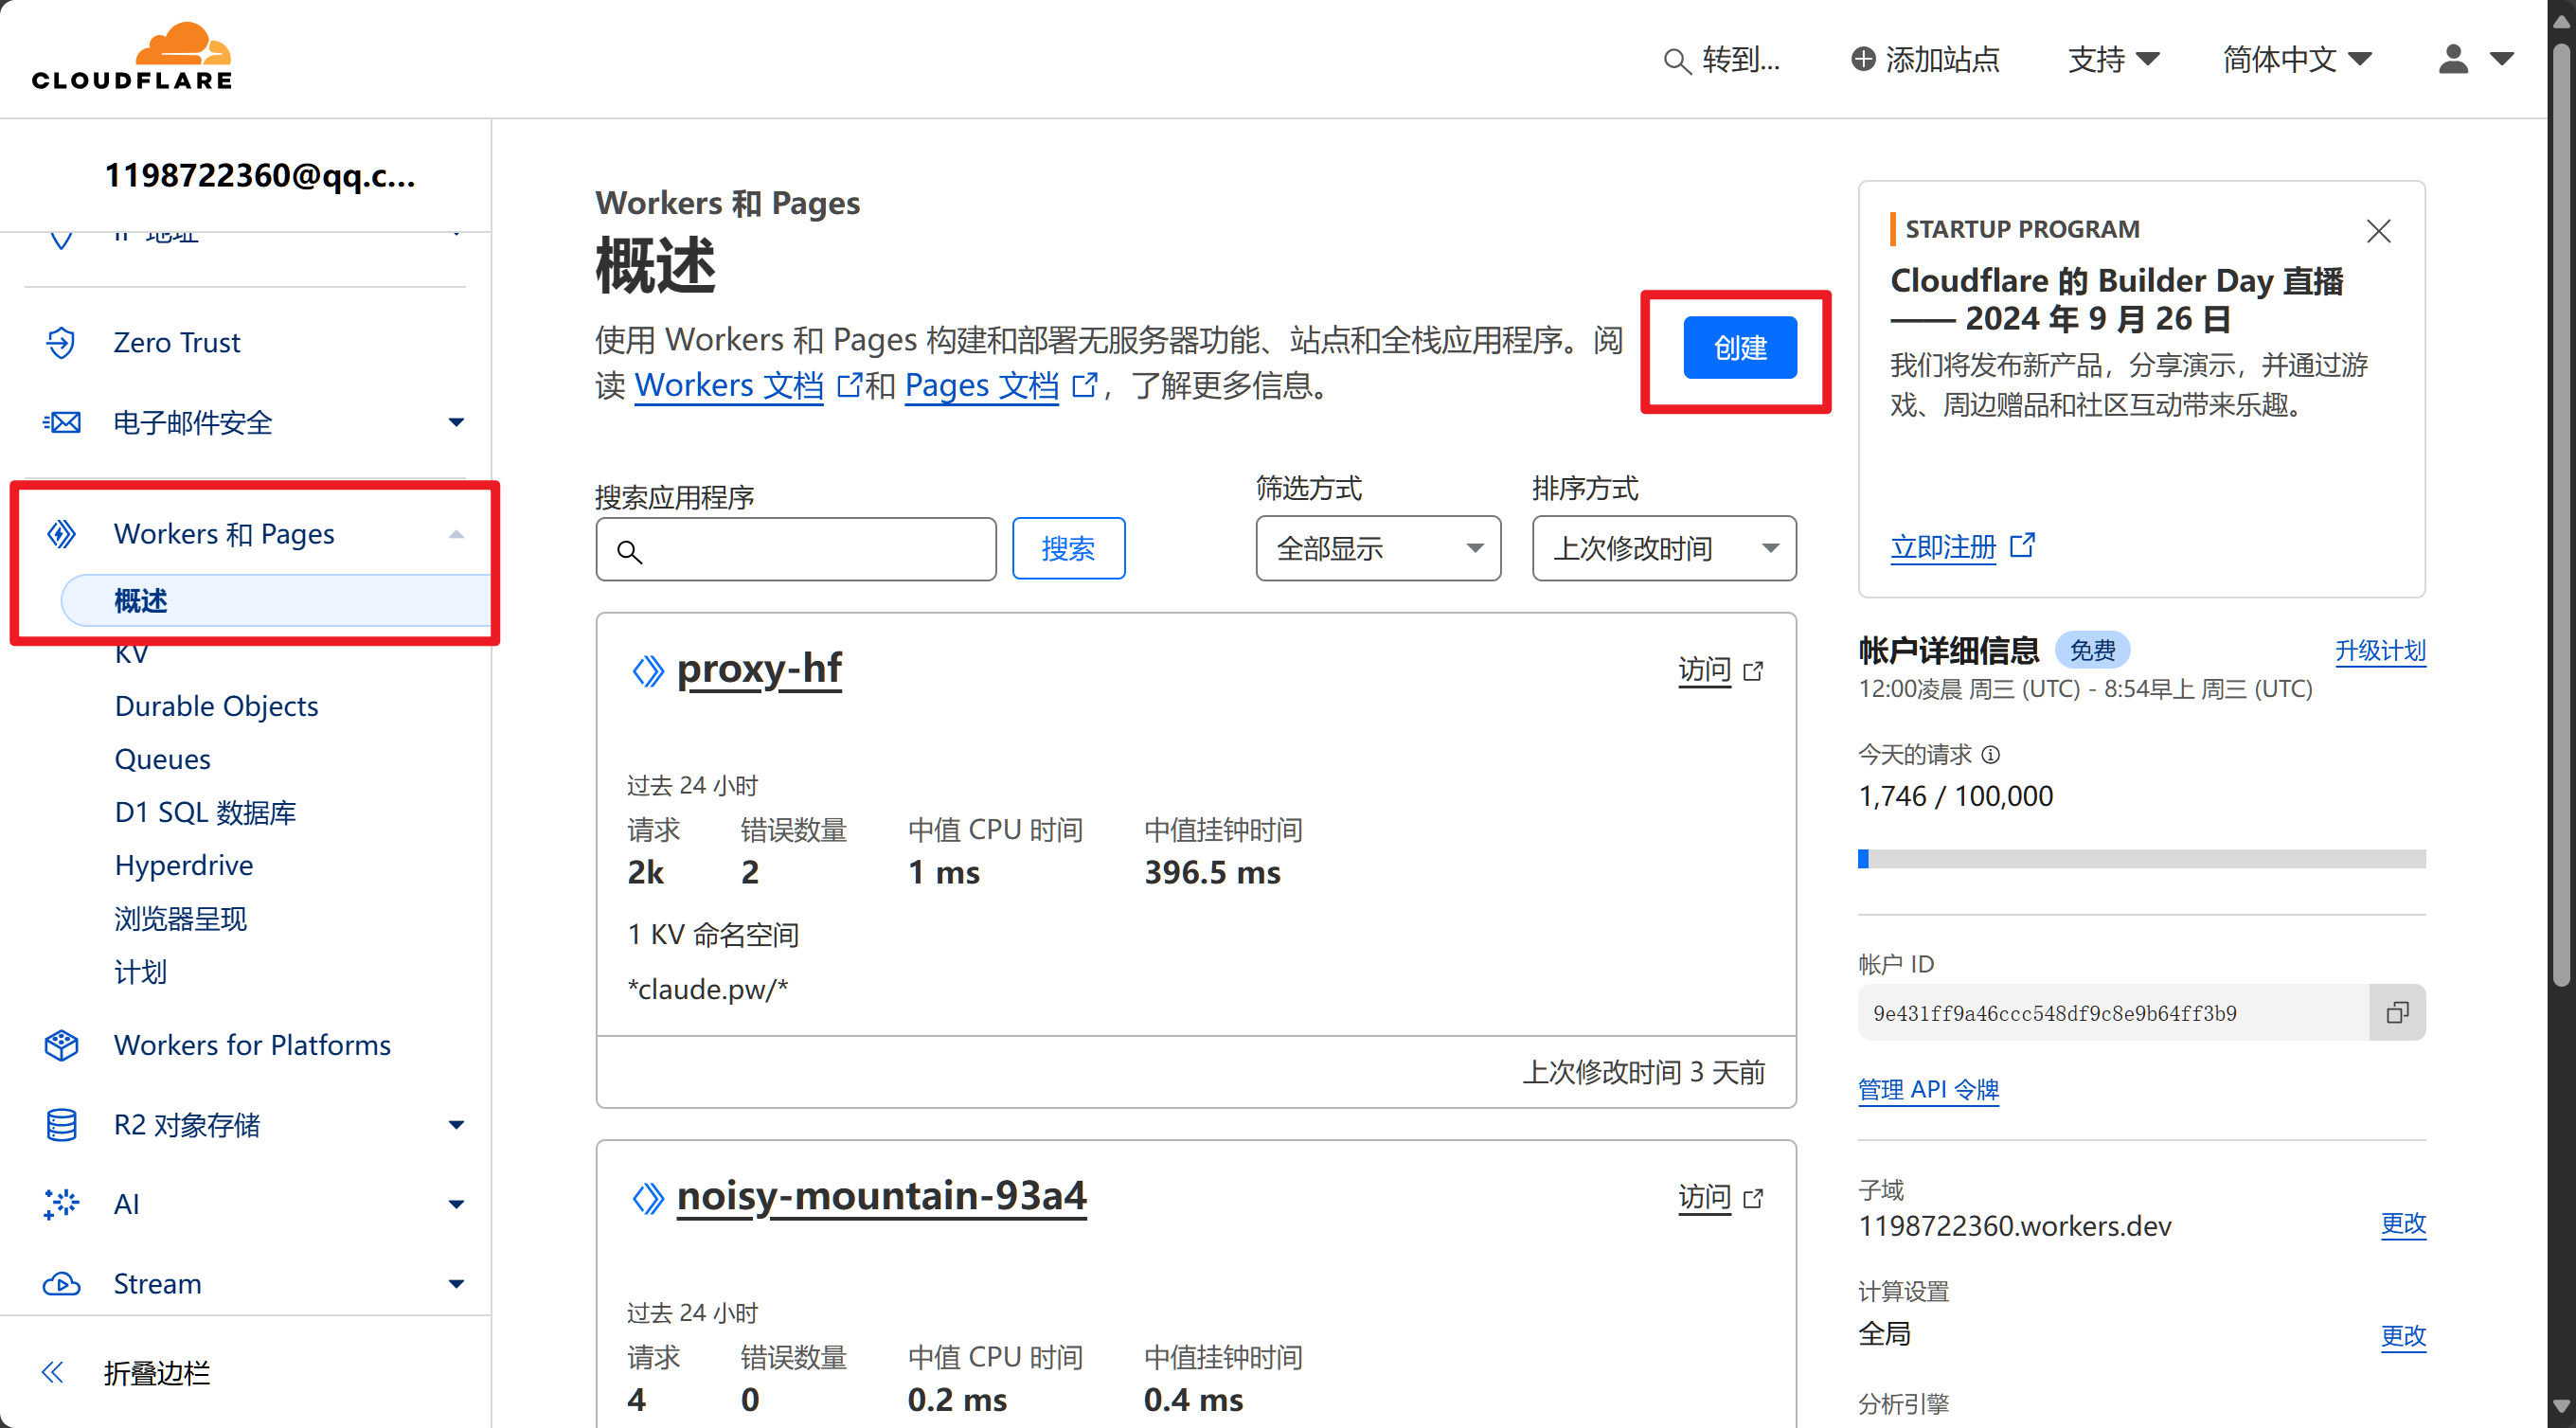 CLOUDFLARE
转到...
添加站点
支持
简体中文
1198722360@qq.c...
IP 地址
Zero Trust
电子邮件安全
Workers 和 Pages
概述
KV
Durable Objects
Queues
D1 SQL 数据库
Hyperdrive
浏览器呈现
计划
Workers for Platforms
R2 对象存储
AI
Stream
折叠边栏
Workers 和 Pages
概述
使用 Workers 和 Pages 构建和部署无服务器功能、站点和全栈应用程序。阅
读 Workers 文档 和 Pages 文档 ，了解更多信息。
创建
搜索应用程序
搜索
筛选方式
全部显示
排序方式
上次修改时间
proxy-hf
访问
过去 24 小时
请求 错误数量 中值 CPU 时间 中值挂钟时间
2k 2 1 ms 396.5 ms
1 KV 命名空间
*claude.pw/*
上次修改时间 3 天前
noisy-mountain-93a4
访问
过去 24 小时
请求 错误数量 中值 CPU 时间 中值挂钟时间
4 0 0.2 ms 0.4 ms
STARTUP PROGRAM
Cloudflare 的 Builder Day 直播
—— 2024 年 9 月 26 日
我们将发布新产品，分享演示，并通过游
戏、周边赠品和社区互动带来乐趣。
立即注册
帐户详细信息 免费 升级计划
12:00凌晨 周三 (UTC) - 8:54早上 周三 (UTC)
今天的请求
1,746 / 100,000
帐户 ID
9e431ff9a46ccc548df9c8e9b64ff3b9
管理 API 令牌
子域
1198722360.workers.dev 更改
计算设置
全局 更改
分析引擎